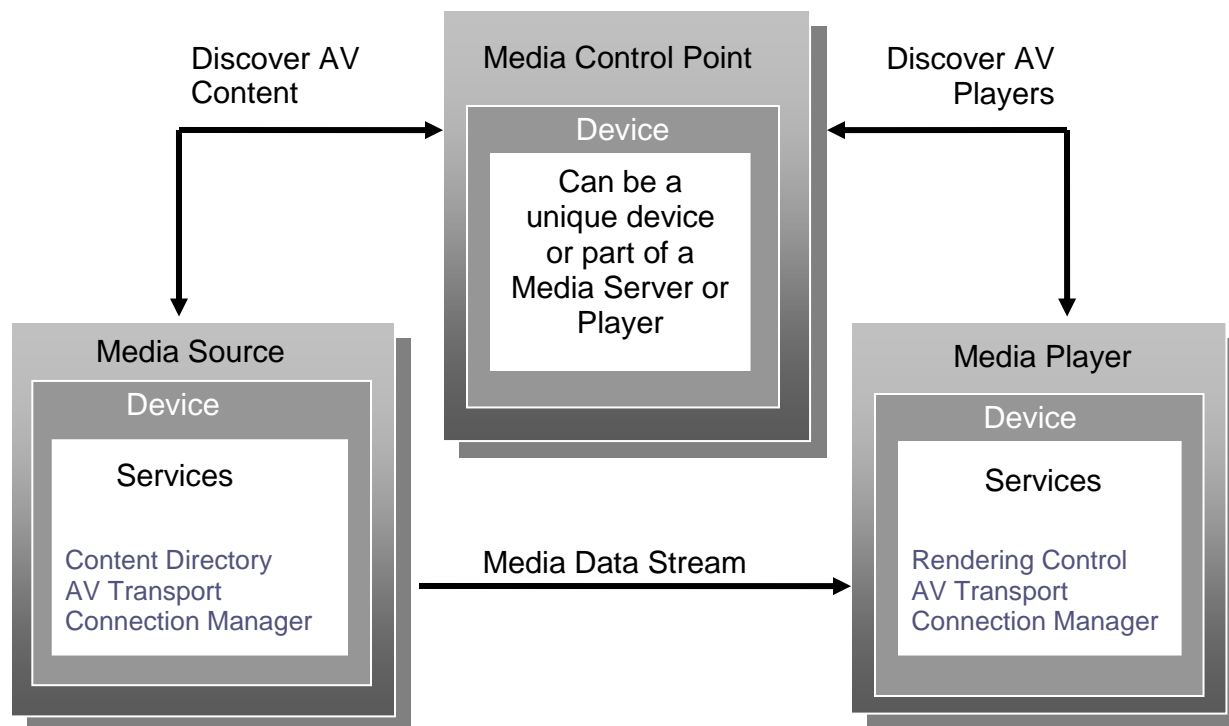 Discover AV
Content
Media Control Point
Device
Can be a
unique device
or part of a
Media Server or
Player
Discover AV
Players
Media Source
Device
Services
Content Directory
AV Transport
Connection Manager
Media Data Stream
Media Player
Device
Services
Rendering Control
AV Transport
Connection Manager